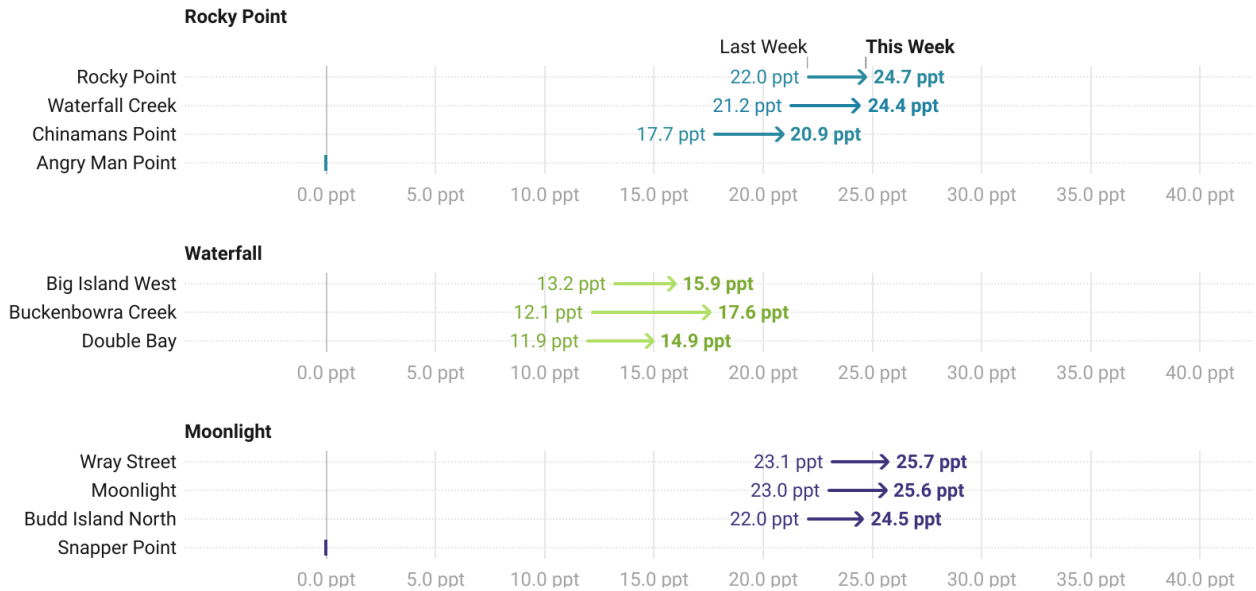 Rocky Point
Last Week This Week
Rocky Point 22.0 ppt 24.7 ppt
Waterfall Creek 21.2 ppt 24.4 ppt
Chinamans Point 17.7 ppt 20.9 ppt
Angry Man Point
0.0 ppt 5.0 ppt 10.0 ppt 15.0 ppt 20.0 ppt 25.0 ppt 30.0 ppt 35.0 ppt 40.0 ppt
Waterfall
Big Island West 13.2 ppt 15.9 ppt
Buckenbowra Creek 12.1 ppt 17.6 ppt
Double Bay 11.9 ppt 14.9 ppt
0.0 ppt 5.0 ppt 10.0 ppt 15.0 ppt 20.0 ppt 25.0 ppt 30.0 ppt 35.0 ppt 40.0 ppt
Moonlight
Wray Street 23.1 ppt 25.7 ppt
Moonlight 23.0 ppt 25.6 ppt
Budd Island North 22.0 ppt 24.5 ppt
Snapper Point
0.0 ppt 5.0 ppt 10.0 ppt 15.0 ppt 20.0 ppt 25.0 ppt 30.0 ppt 35.0 ppt 40.0 ppt